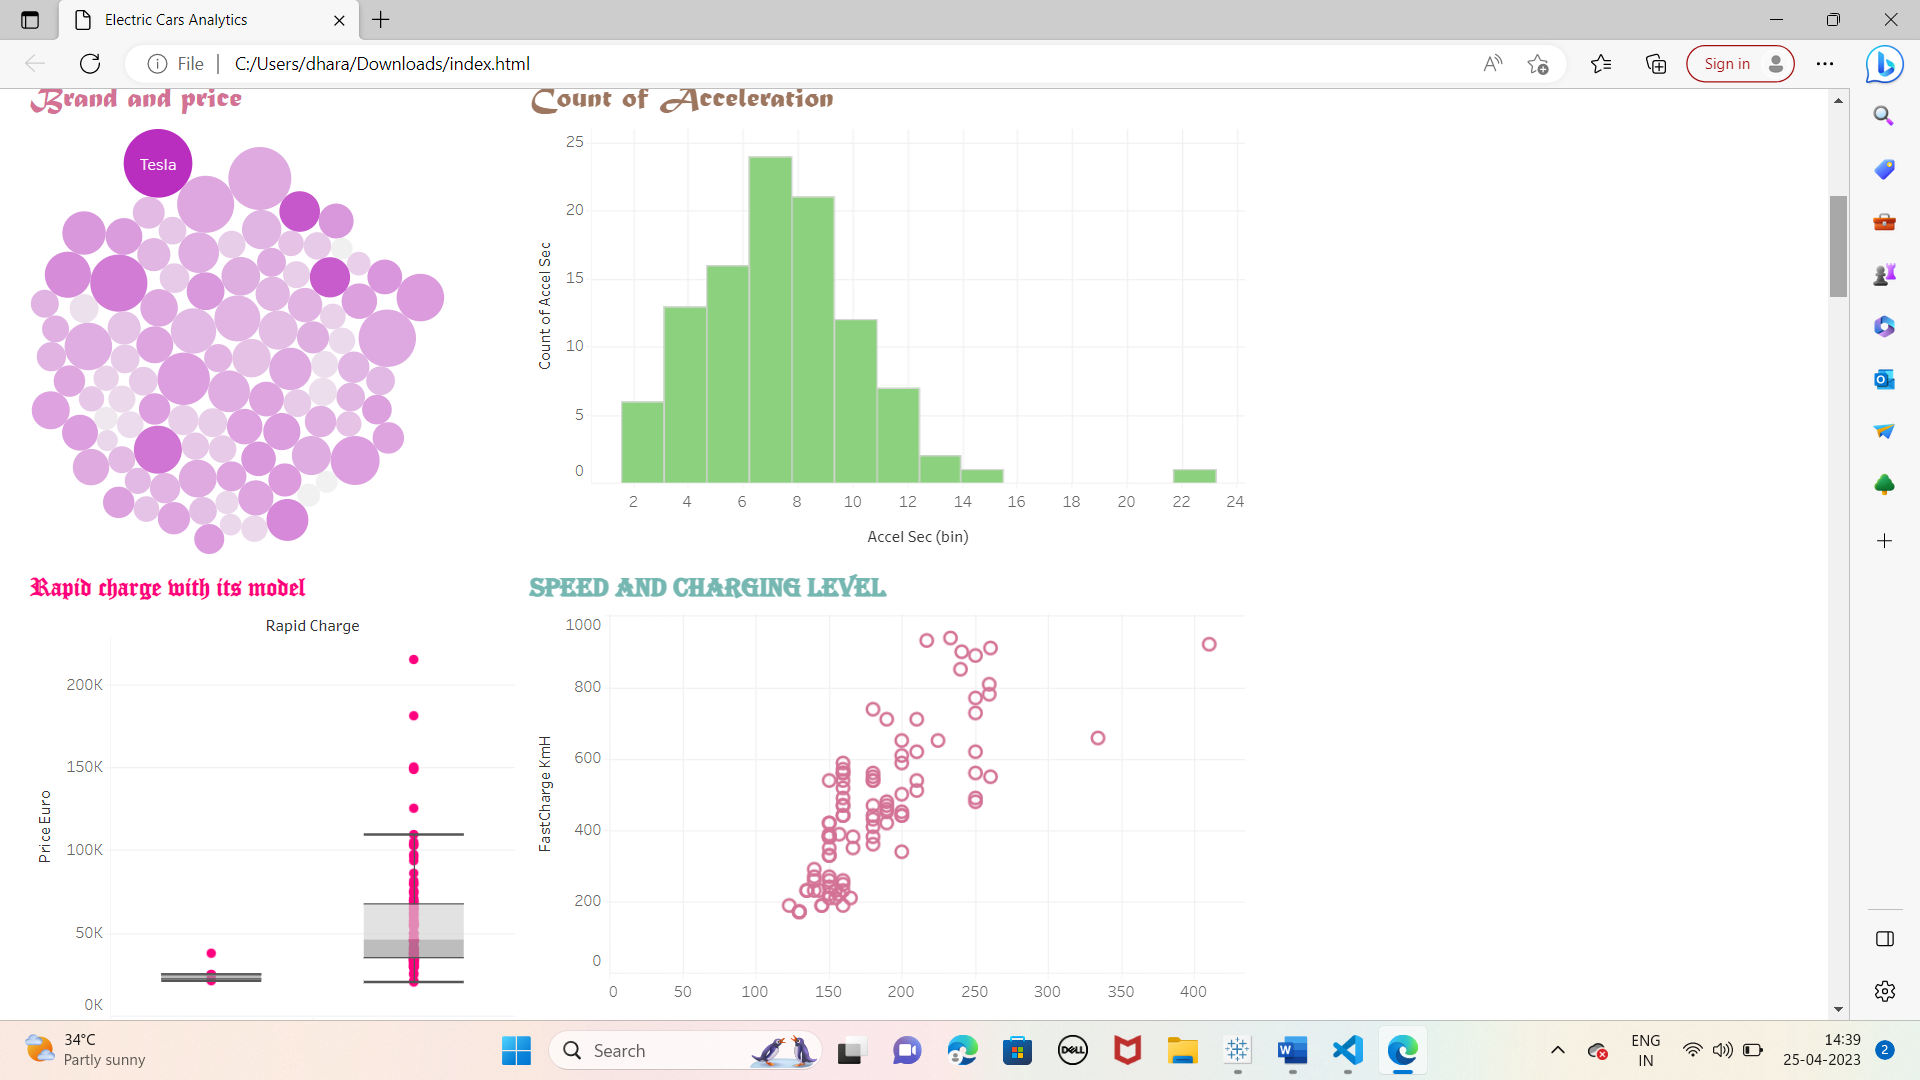 Electric Cars Analytics
File
C:/Users/dhara/Downloads/index.html
Sign in
Brand and price
Tesla
Count of Acceleration
25
20
15
10
5
0
Count of Accel Sec
2 4 6 8 10 12 14 16 18 20 22 24
Accel Sec (bin)
Rapid charge with its model
Rapid Charge
200K
150K
100K
50K
0K
PriceEuro
SPEED AND CHARGING LEVEL
1000
800
600
400
200
0
FastCharge KmH
0 50 100 150 200 250 300 350 400
34°C
Partly sunny
Search
DELL
ENG
IN
14:39
25-04-2023
2